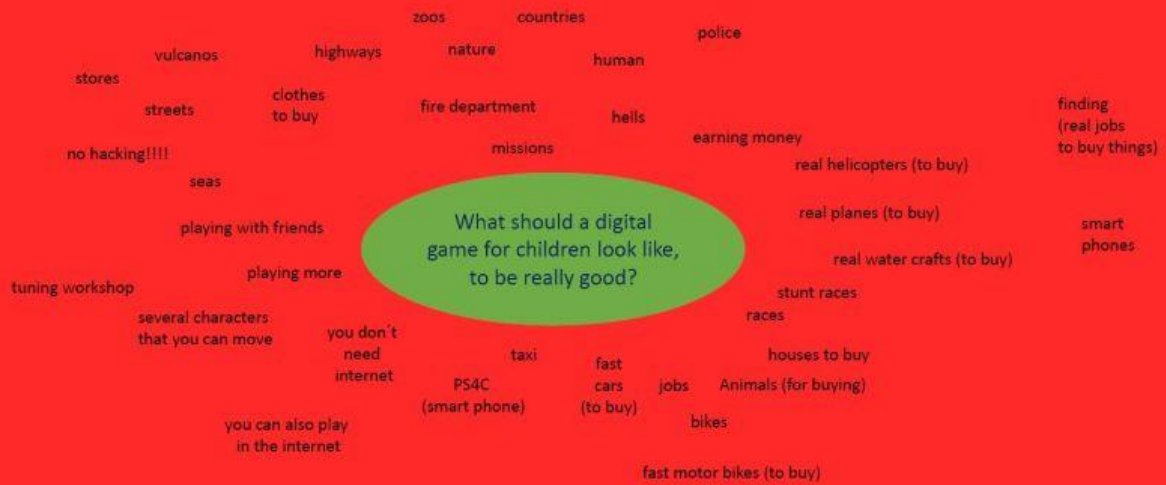 zoos
countries
police
vulcanos
highways
nature
human
stores
streets
clothes
to buy
fire department
hells
finding
(real jobs
to buy things)
no hacking!!!!
missions
earning money
real helicopters (to buy)
seas
What should a digital
game for children look like,
to be really good?
real planes (to buy)
smart
phones
playing with friends
real water crafts (to buy)
playing more
tuning workshop
stunt races
races
several characters
that you can move
you don´t
need
internet
taxi
fast
cars
(to buy)
houses to buy
PS4C
(smart phone)
jobs
Animals (for buying)
you can also play
in the internet
bikes
fast motor bikes (to buy)